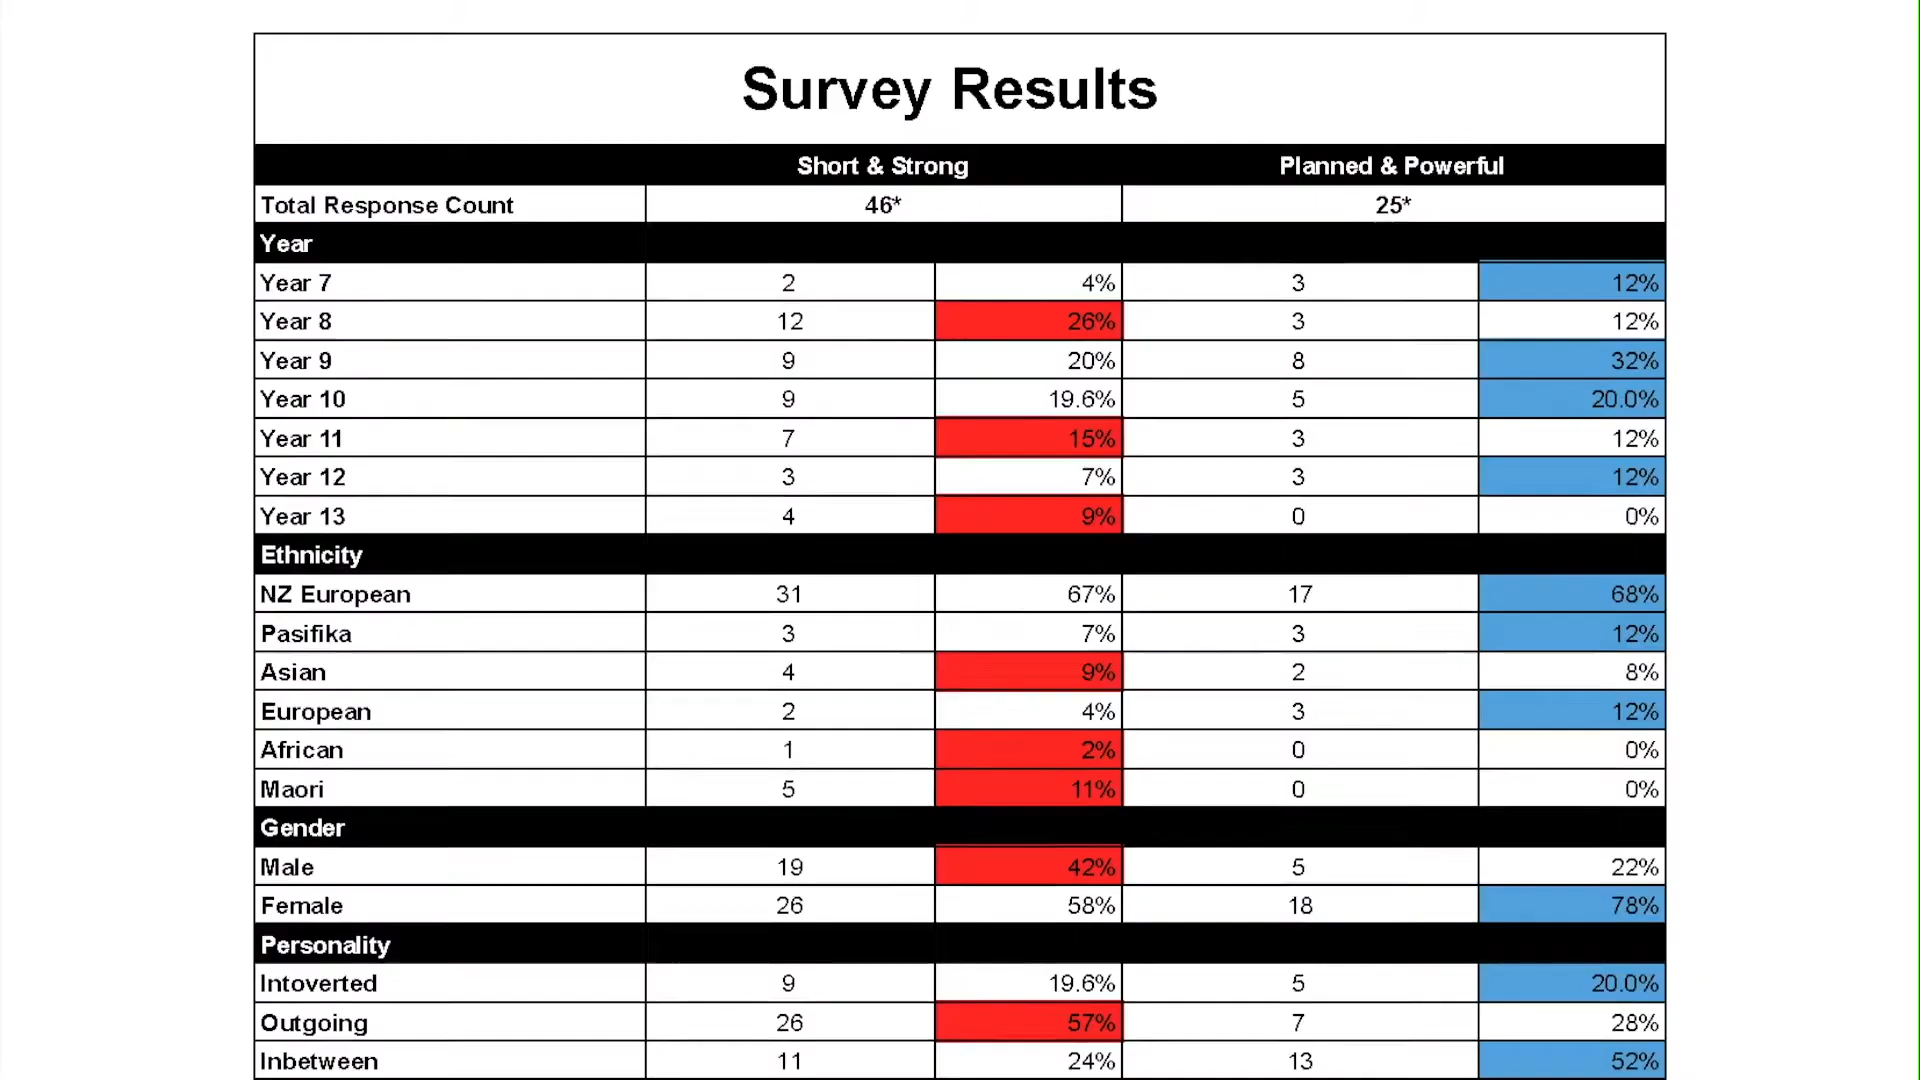 Survey Results
Short & Strong Planned & Powerful
Total Response Count 46* 25*
Year
Year 7 2 4% 3 12%
Year 8 12 26% 3 12%
Year 9 9 20% 8 32%
Year 10 9 19.6% 5 20.0%
Year 11 7 15% 3 12%
Year 12 3 7% 3 12%
Year 13 4 9% 0 0%
Ethnicity
NZ European 31 67% 17 68%
Pasifika 3 7% 3 12%
Asian 4 9% 2 8%
European 2 4% 3 12%
African 1 2% 0 0%
Maori 5 11% 0 0%
Gender
Male 19 42% 5 22%
Female 26 58% 18 78%
Personality
Intoverted 9 19.6% 5 20.0%
Outgoing 26 57% 7 28%
Inbetween 11 24% 13 52%